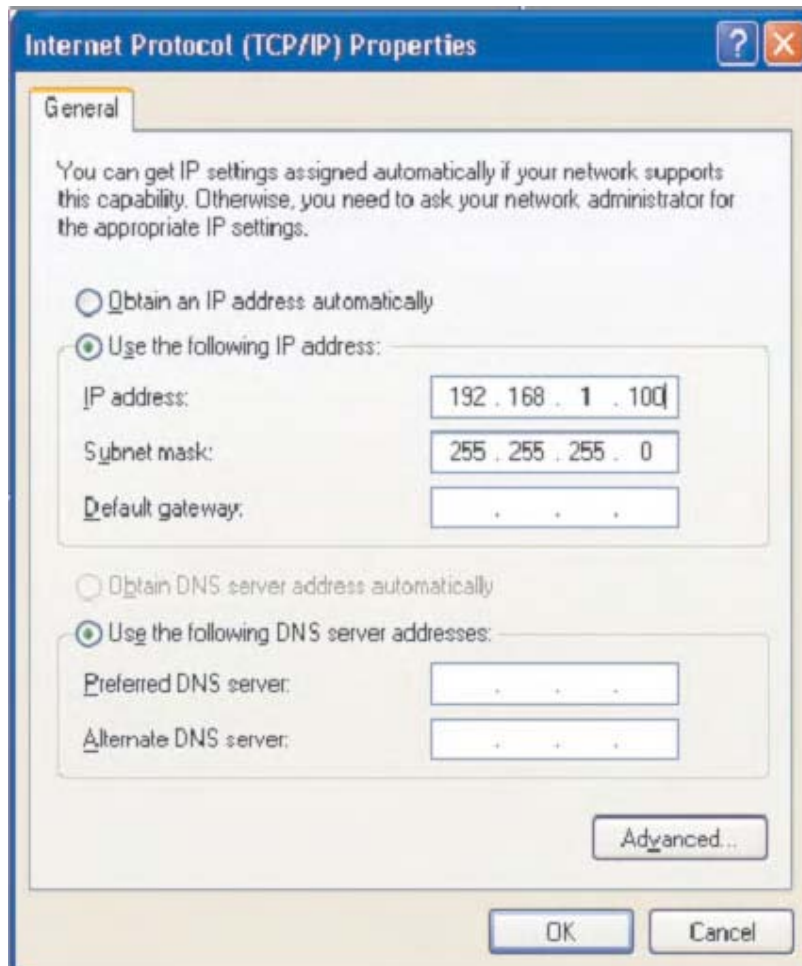 Internet Protocol (TCP/IP) Properties
General
You can get IP settings assigned automatically if your network supports
this capability. Otherwise, you need to ask your network administrator for
the appropriate IP settings.
Obtain an IP address automatically
Use the following IP address:
IP address: 192 . 168 . 1 . 100
Subnet mask: 255 . 255 . 255 . 0
Default gateway: . . .
Obtain DNS server address automatically
Use the following DNS server addresses:
Preferred DNS server: . . .
Alternate DNS server: . . .
Advanced...
OK Cancel